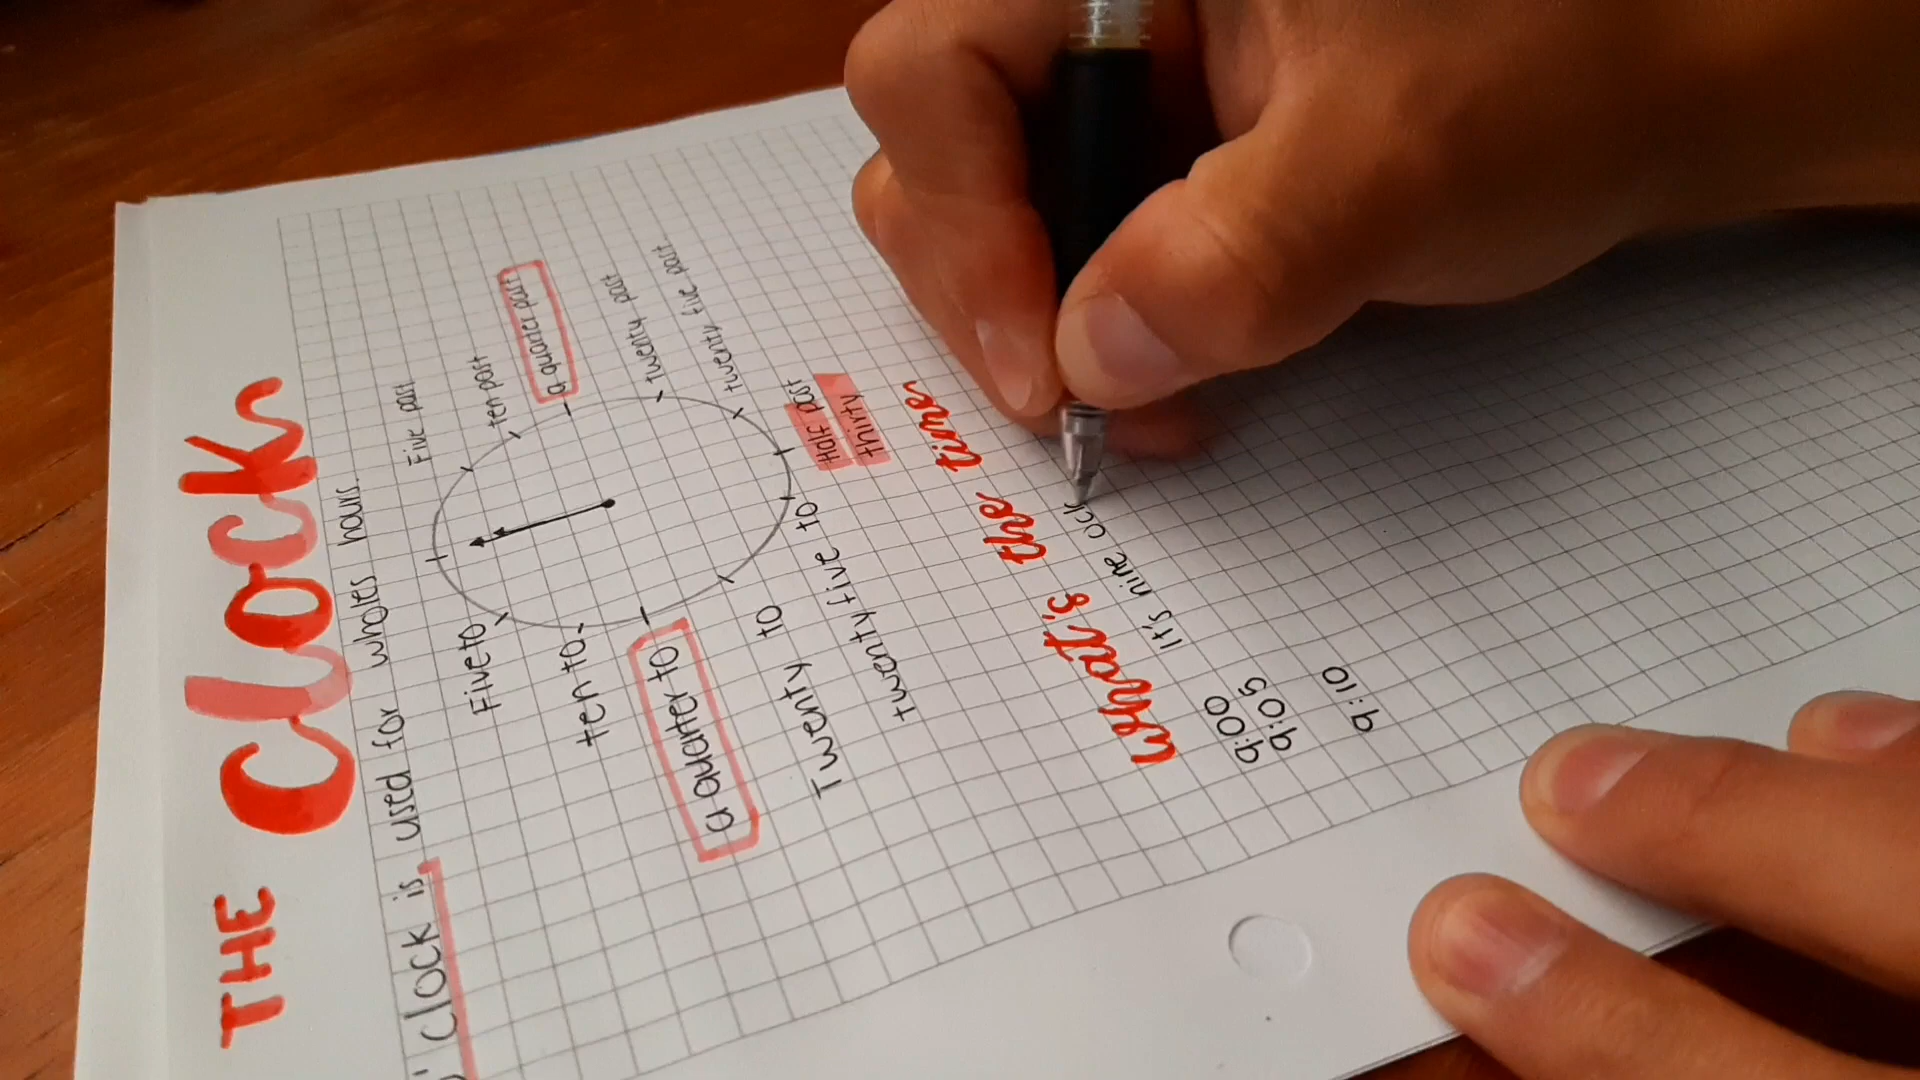 THE Clock
' clock is, used for wholes hours.
Five past
ten past
a quarter past
twenty past
twenty five past
Half past
thirty
twenty five to
Twenty to
a quarter to
ten to
Five to
What's the time
9:00 It's nine ock
9:05
9:10